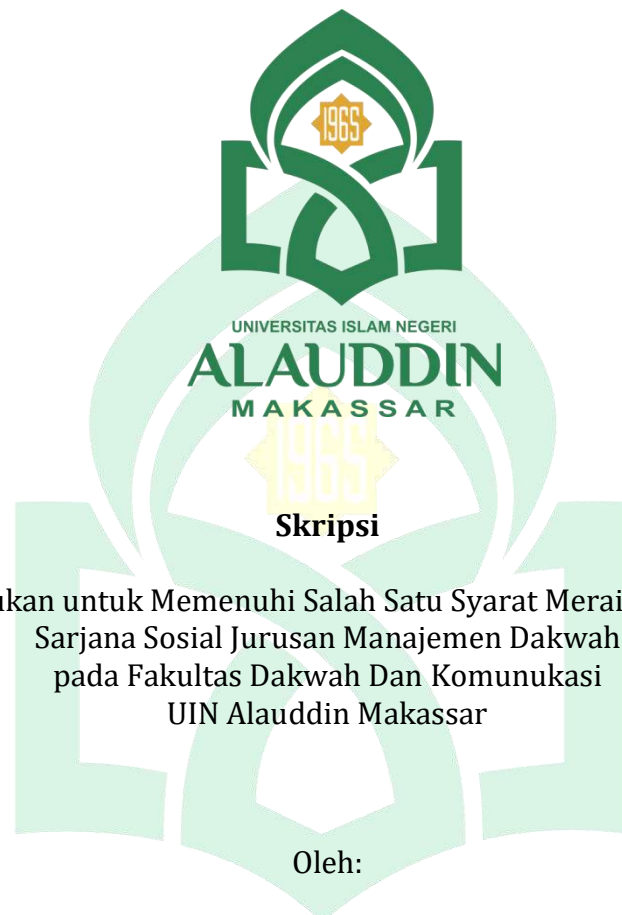 1965
UNIVERSITAS ISLAM NEGERI
ALAUDDIN
MAKASSAR
1965
Skripsi
ukan untuk Memenuhi Salah Satu Syarat Merai
Sarjana Sosial Jurusan Manajemen Dakwah
pada Fakultas Dakwah Dan Komunukasi
UIN Alauddin Makassar
Oleh: